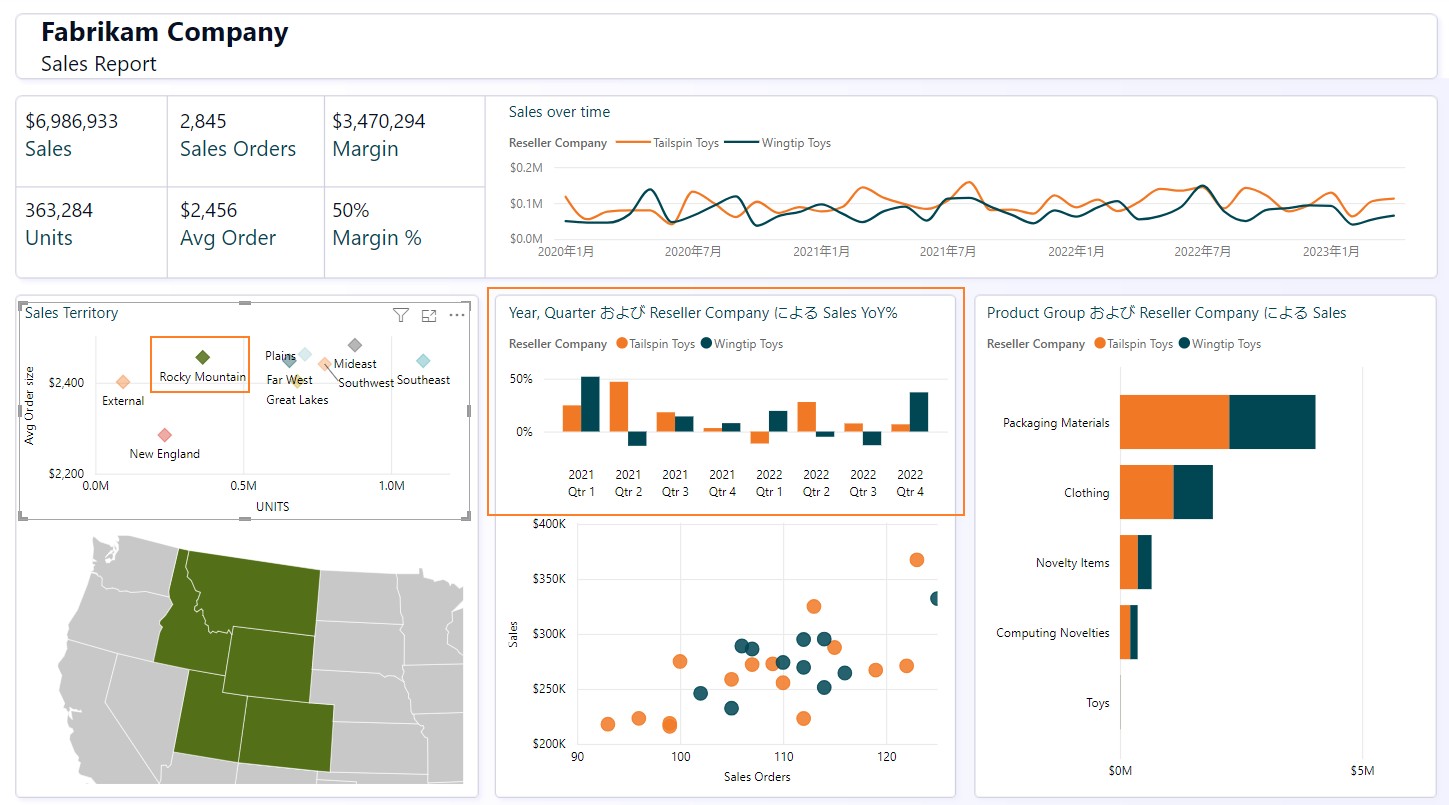 Fabrikam Company
Sales Report
$6,986,933
Sales
2,845
Sales Orders
$3,470,294
Margin
363,284
Units
$2,456
Avg Order
50%
Margin %
Sales over time
Reseller Company Tailspin Toys Wingtip Toys
$0.2M
$0.1M
$0.0M
2020年1月 2020年7月 2021年1月 2021年7月 2022年1月 2022年7月 2023年1月
Sales Territory
Avg Order size
$2,400
$2,200
External
Rocky Mountain
New England
Plains
Far West
Great Lakes
Mideast
Southwest
Southeast
0.0M 0.5M 1.0M
UNITS
Year, Quarter および Reseller Company による Sales YoY%
Reseller Company Tailspin Toys Wingtip Toys
50%
0%
2021 2021 2021 2021 2022 2022 2022 2022
Qtr 1 Qtr 2 Qtr 3 Qtr 4 Qtr 1 Qtr 2 Qtr 3 Qtr 4
$400K
$350K
$300K
$250K
$200K
Sales
90 100 110 120
Sales Orders
Product Group および Reseller Company による Sales
Reseller Company Tailspin Toys Wingtip Toys
Packaging Materials
Clothing
Novelty Items
Computing Novelties
Toys
$0M $5M